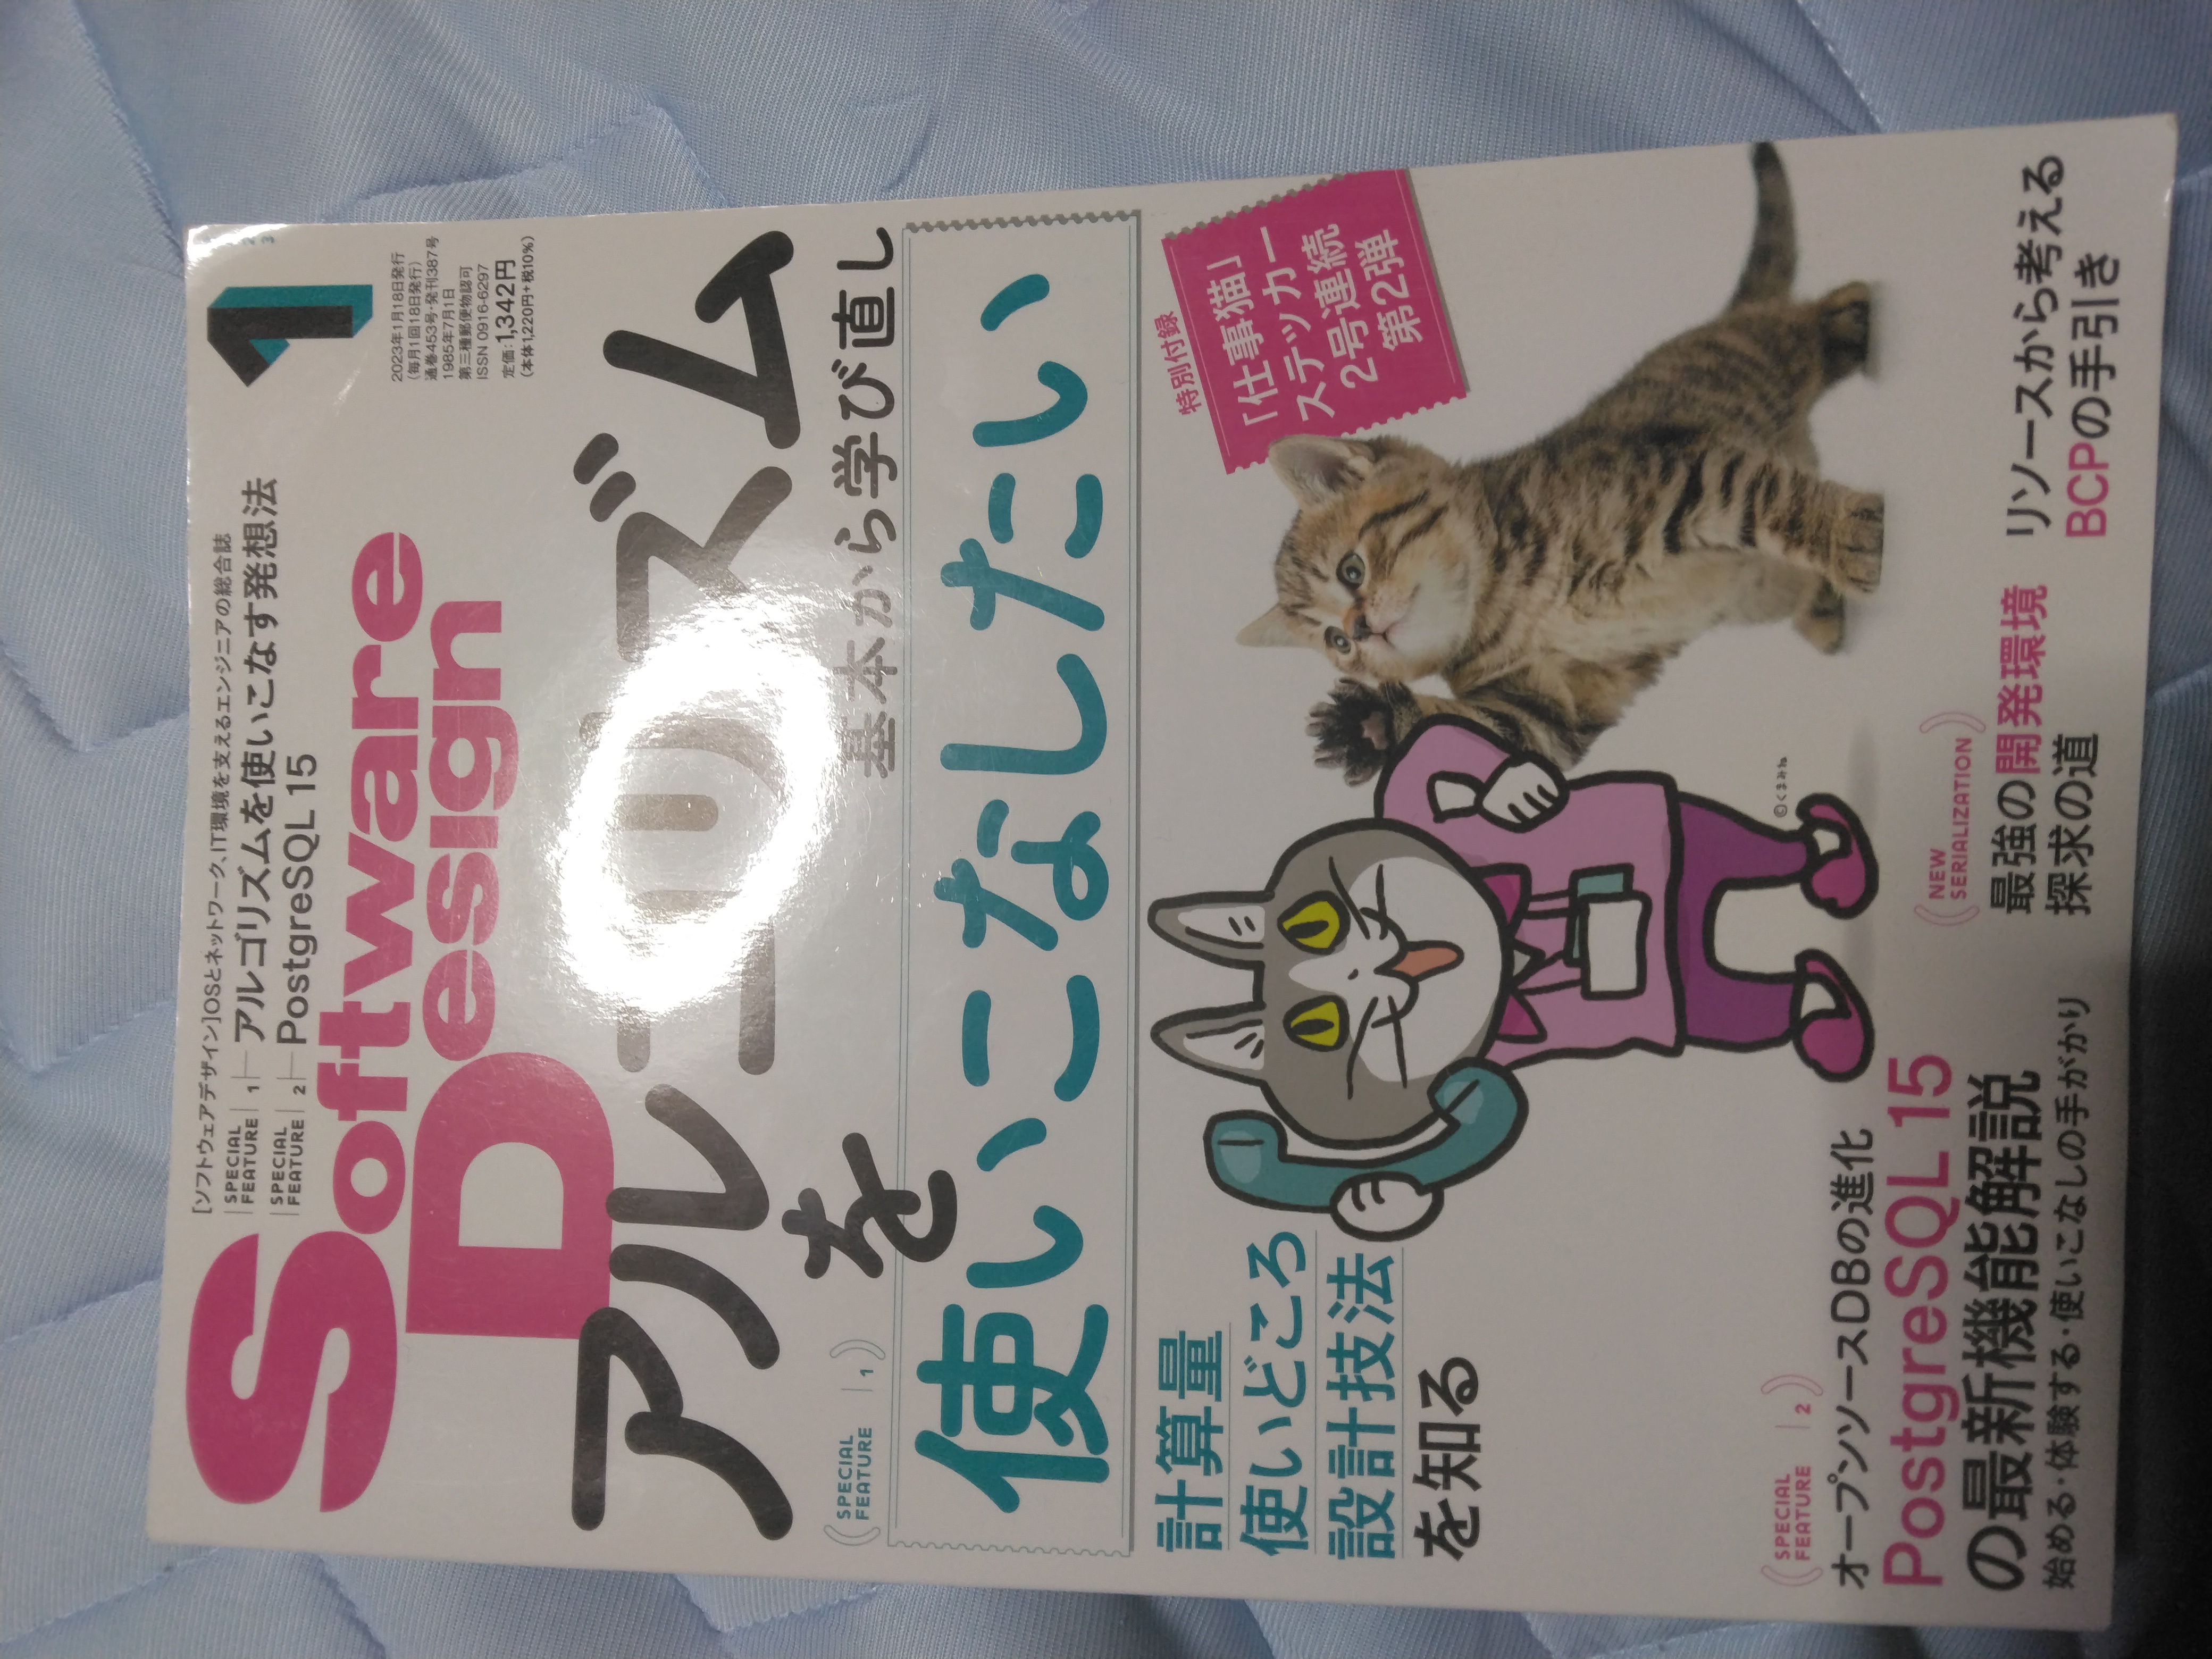 [ソフトウェアデザイン]OSとネットワーク、IT環境を支えるエンジニアの総合誌
SPECIAL FEATURE 1 アルゴリズムを使いこなす発想法
SPECIAL FEATURE 2 PostgreSQL 15
Software
Design
1
2023年1月18日発行
(毎月1回18日発行)
通巻453号・発刊387号
1985年7月1日
第三種郵便物認可
ISSN 0916-6297
定価:1,342円
(本体1,220円+税10%)
アルゴリズム
を
基本から学び直し
SPECIAL FEATURE 1
使いこなしたい
計算量
使いどころ
設計技法
を知る
特別付録
「仕事猫」
ステッカー
2号連続
第2弾
©くまみね
SPECIAL FEATURE 2
オープンソースDBの進化
PostgreSQL 15
の最新機能解説
始める・体験する・使いこなしの手がかり
NEW SERIALIZATION
最強の開発環境
探求の道
リソースから考える
BCPの手引き